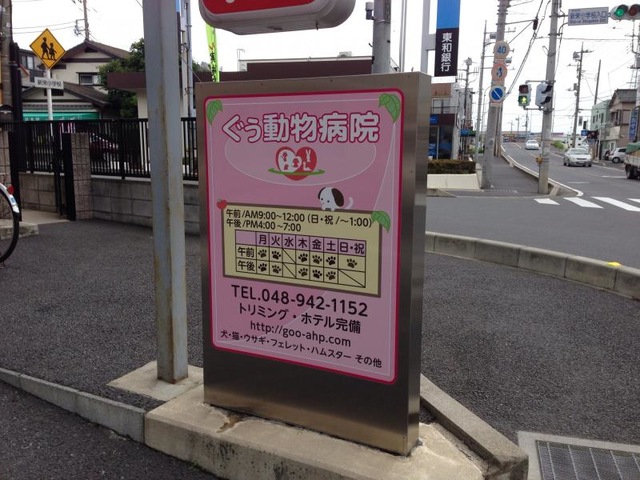 東和銀行
ぐぅ動物病院
午前/AM9:00~12:00 (日・祝/~1:00)
午後/PM4:00~7:00
月 火 水 木 金 土 日・祝
午前
午後
TEL.048-942-1152
トリミング・ホテル完備
http://goo-ahp.com
犬・猫・ウサギ・フェレット・ハムスター その他
40